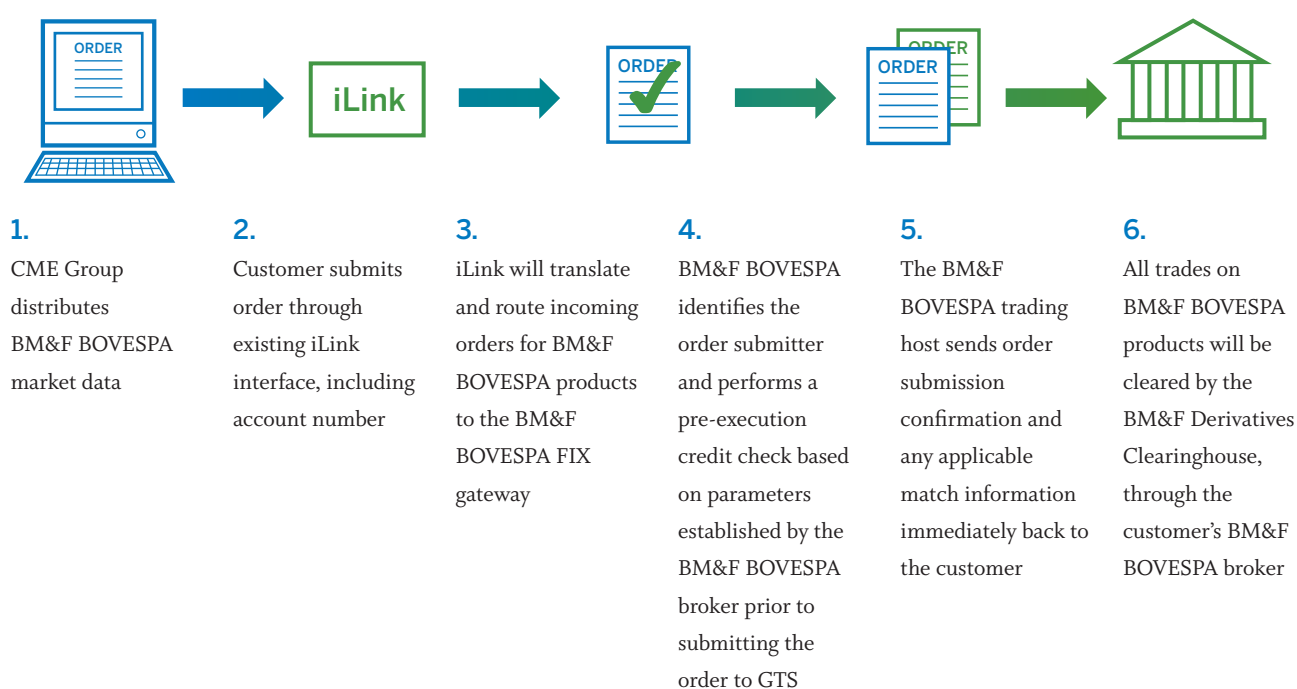 ORDER
iLink
ORDER
ORDER
ORDER
1.
CME Group
distributes
BM&F BOVESPA
market data
2.
Customer submits
order through
existing iLink
interface, including
account number
3.
iLink will translate
and route incoming
orders for BM&F
BOVESPA products
to the BM&F
BOVESPA FIX
gateway
4.
BM&F BOVESPA
identifies the
order submitter
and performs a
pre-execution
credit check based
on parameters
established by the
BM&F BOVESPA
broker prior to
submitting the
order to GTS
5.
The BM&F
BOVESPA trading
host sends order
submission
confirmation and
any applicable
match information
immediately back to
the customer
6.
All trades on
BM&F BOVESPA
products will be
cleared by the
BM&F Derivatives
Clearinghouse,
through the
customer’s BM&F
BOVESPA broker